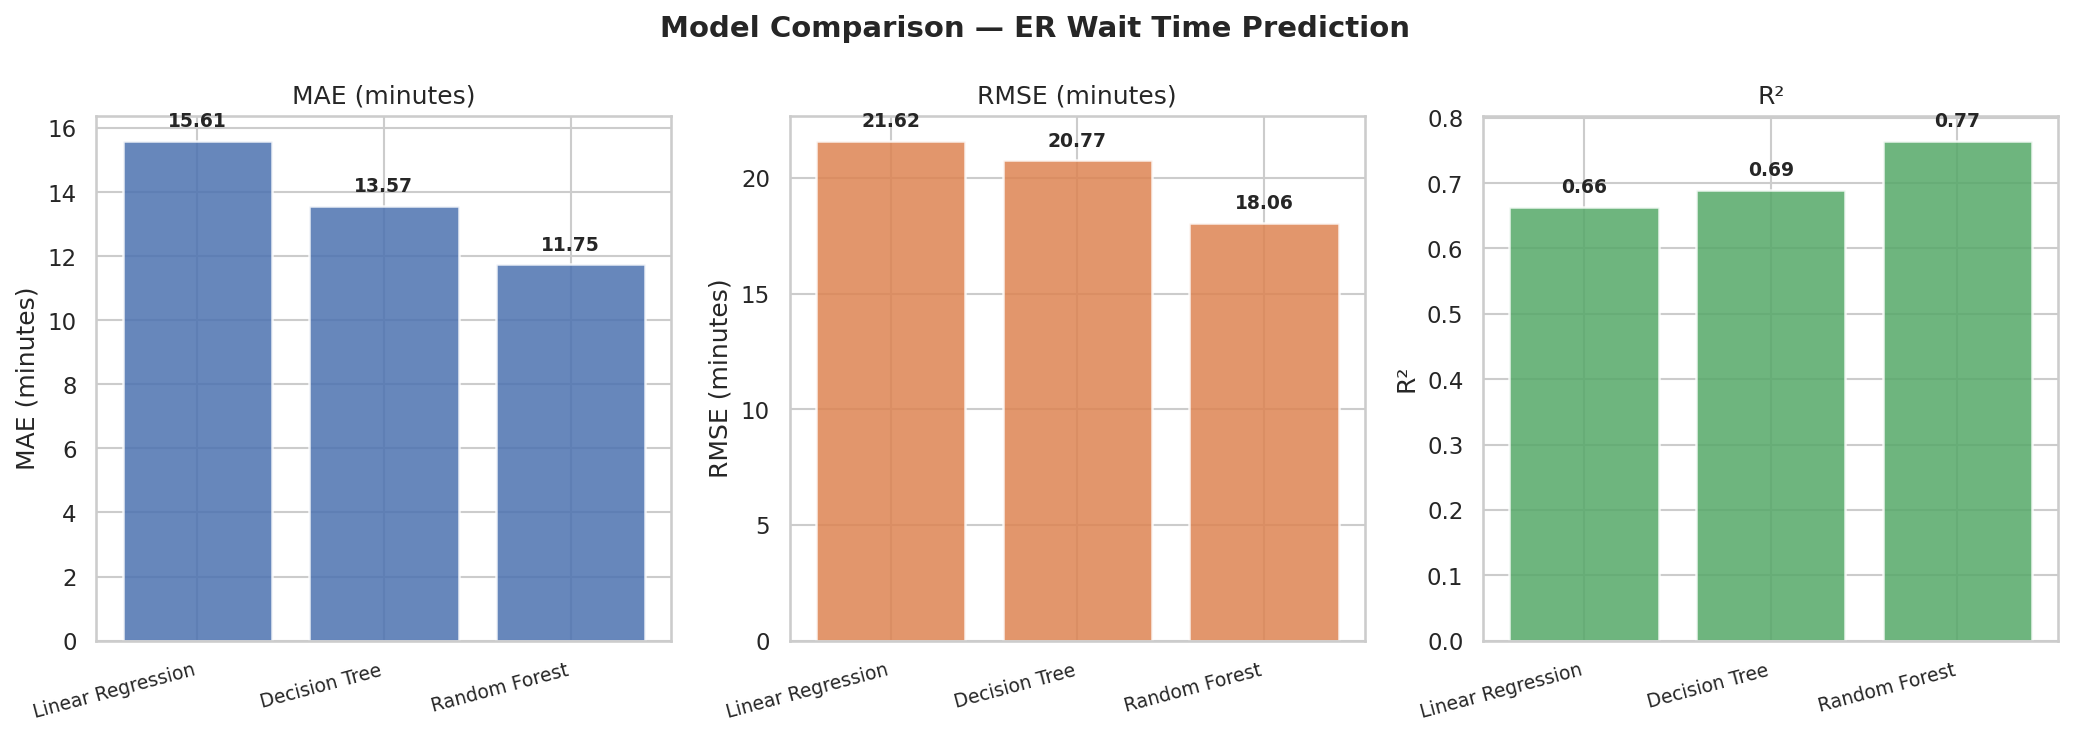 Model Comparison — ER Wait Time Prediction
MAE (minutes)
MAE (minutes)
16
14
12
10
8
6
4
2
0
15.61
13.57
11.75
Linear Regression
Decision Tree
Random Forest
RMSE (minutes)
RMSE (minutes)
20
15
10
5
0
21.62
20.77
18.06
Linear Regression
Decision Tree
Random Forest
R²
R²
0.8
0.7
0.6
0.5
0.4
0.3
0.2
0.1
0.0
0.66
0.69
0.77
Linear Regression
Decision Tree
Random Forest